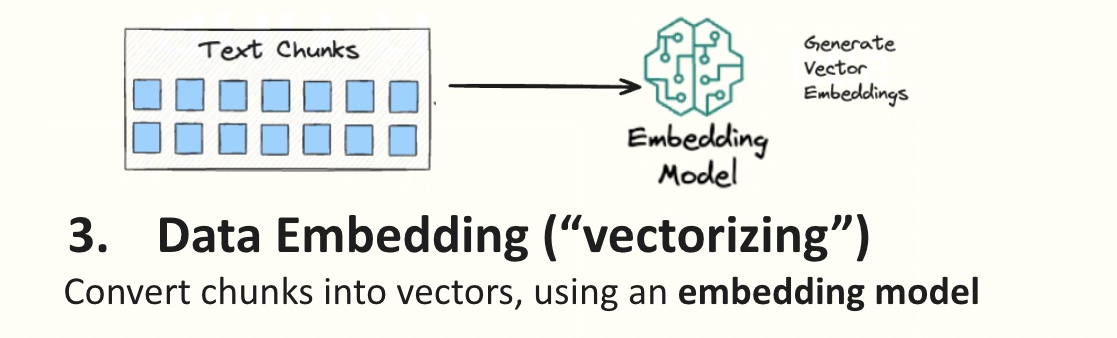 Text Chunks
Generate
Vector
Embeddings
Embedding
Model
3. Data Embedding (“vectorizing”)
Convert chunks into vectors, using an embedding model